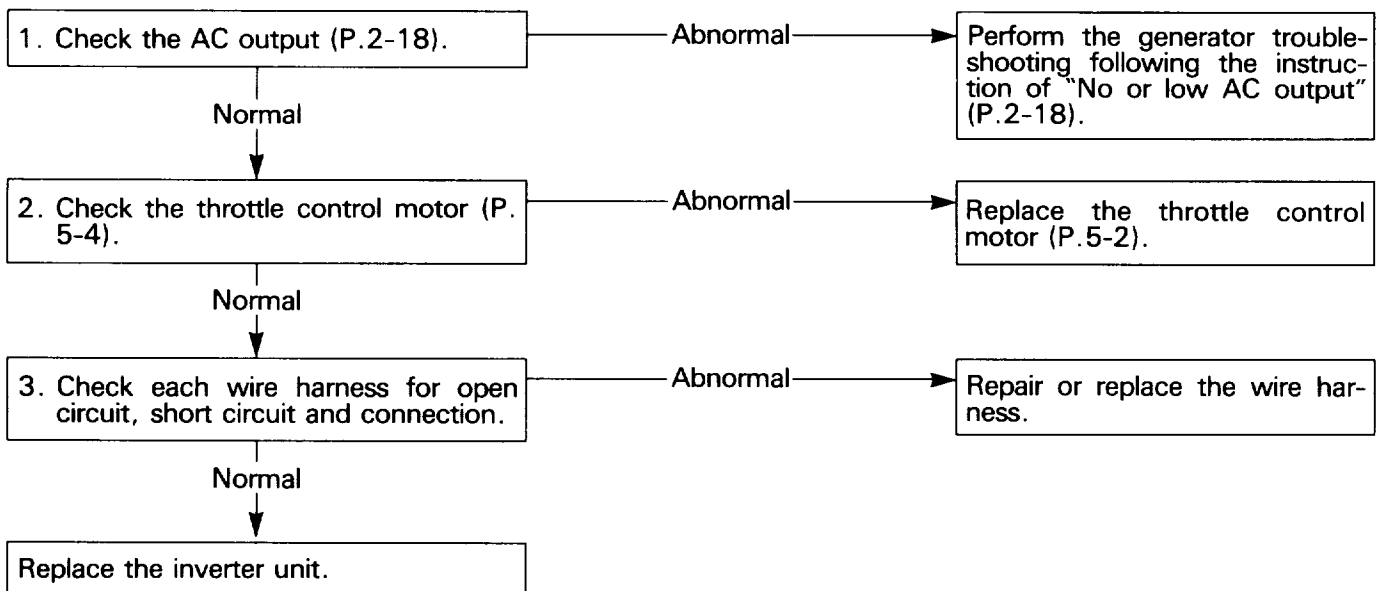 1. Check the AC output (P.2-18).
Abnormal
Perform the generator trouble-
shooting following the instruc-
tion of "No or low AC output"
(P.2-18).
Normal
2. Check the throttle control motor (P.
5-4).
Abnormal
Replace the throttle control
motor (P.5-2).
Normal
3. Check each wire harness for open
circuit, short circuit and connection.
Abnormal
Repair or replace the wire har-
ness.
Normal
Replace the inverter unit.